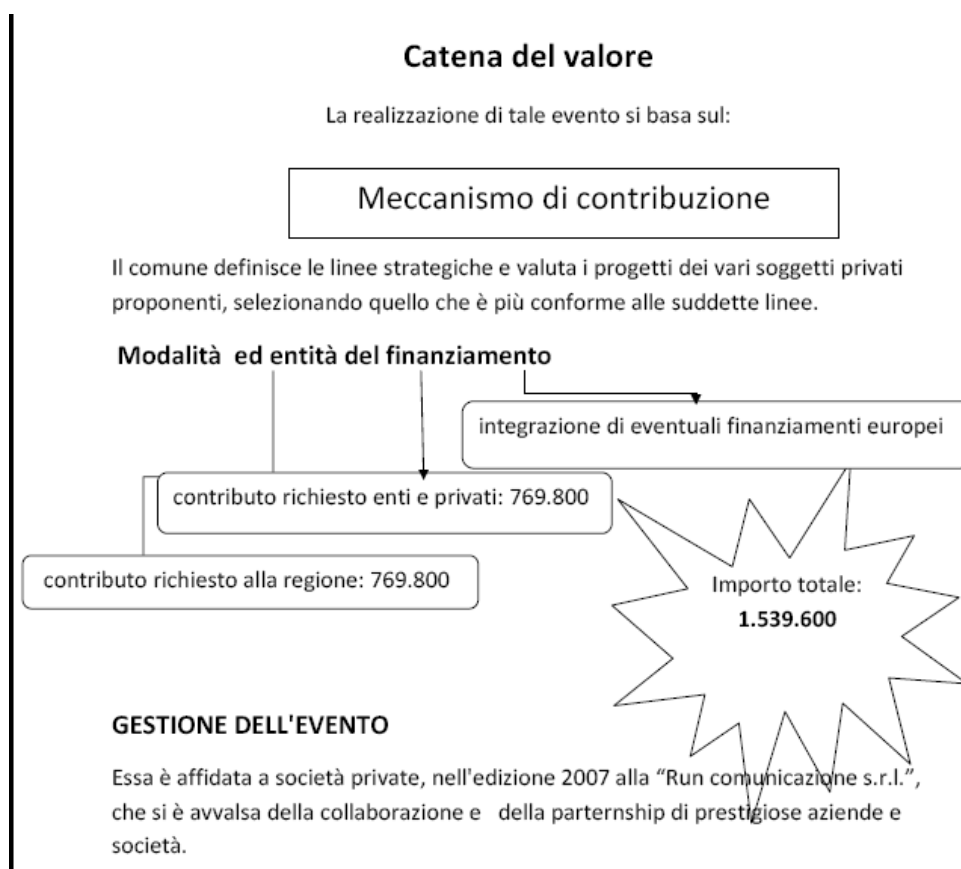 Catena del valore
La realizzazione di tale evento si basa sul:
Meccanismo di contribuzione
Il comune definisce le linee strategiche e valuta i progetti dei vari soggetti privati
proponenti, selezionando quello che è più conforme alle suddette linee.
Modalità ed entità del finanziamento
integrazione di eventuali finanziamenti europei
contributo richiesto enti e privati: 769.800
contributo richiesto alla regione: 769.800
Importo totale:
1.539.600
GESTIONE DELL'EVENTO
Essa è affidata a società private, nell'edizione 2007 alla “Run comunicazione s.r.l.”,
che si è avvalsa della collaborazione e della parternship di prestigiose aziende e
società.